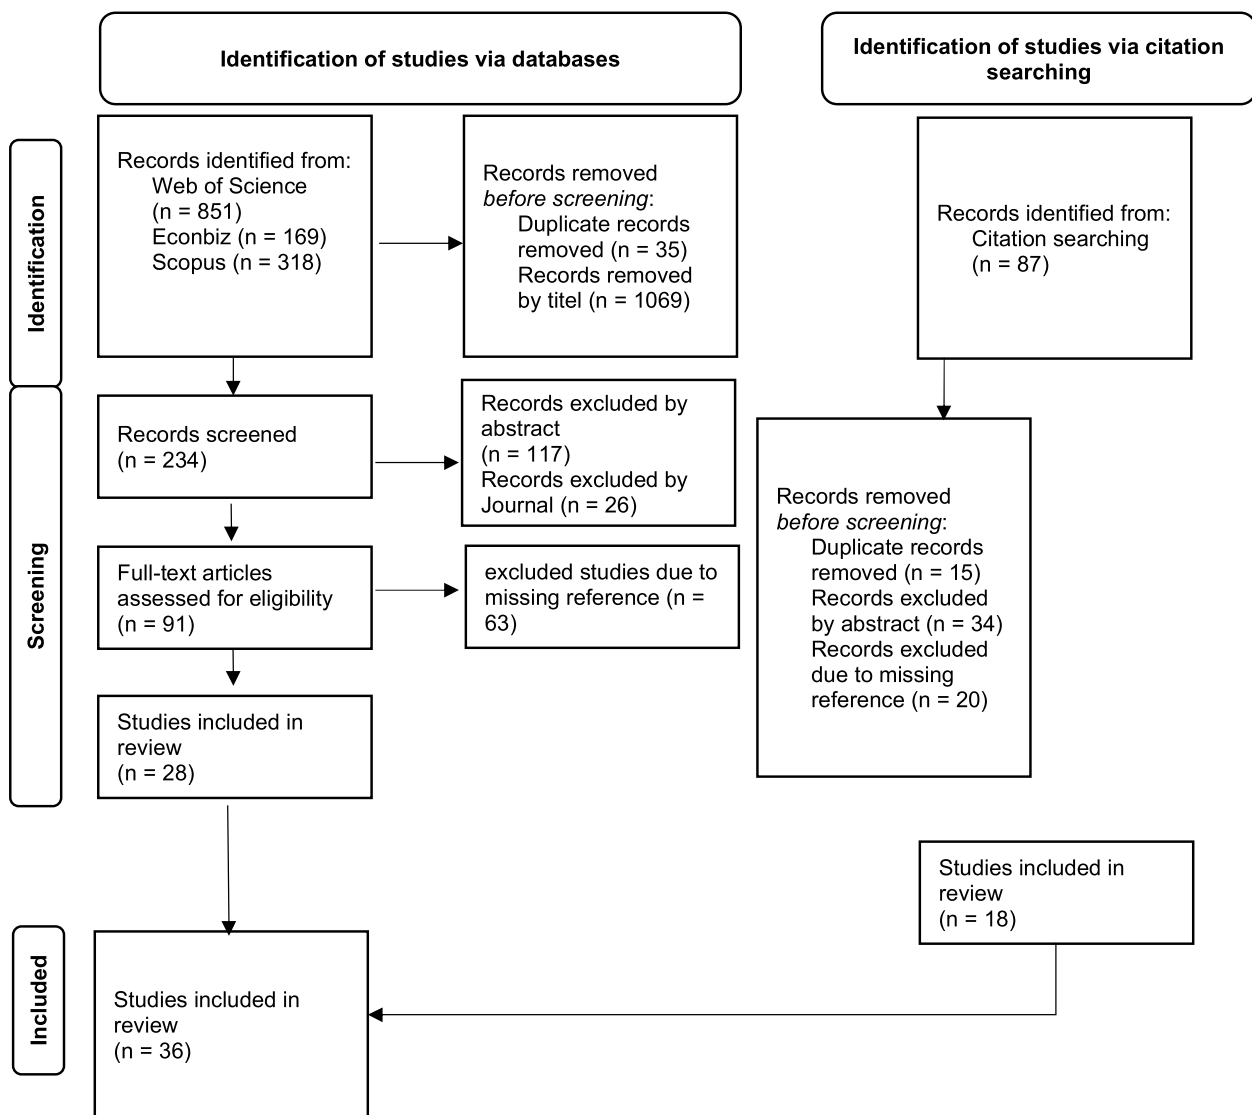 Identification of studies via databases
Identification of studies via citation
searching
Identification
Records identified from:
Web of Science
(n = 851)
Econbiz (n = 169)
Scopus (n = 318)
Records removed
before screening:
Duplicate records
removed (n = 35)
Records removed
by titel (n = 1069)
Records identified from:
Citation searching
(n = 87)
Screening
Records screened
(n = 234)
Records excluded by
abstract
(n = 117)
Records excluded by
Journal (n = 26)
Full-text articles
assessed for eligibility
(n = 91)
excluded studies due to
missing reference (n =
63)
Records removed
before screening:
Duplicate records
removed (n = 15)
Records excluded
by abstract (n = 34)
Records excluded
due to missing
reference (n = 20)
Studies included in
review
(n = 28)
Studies included in
review
(n = 18)
Included
Studies included in
review
(n = 36)